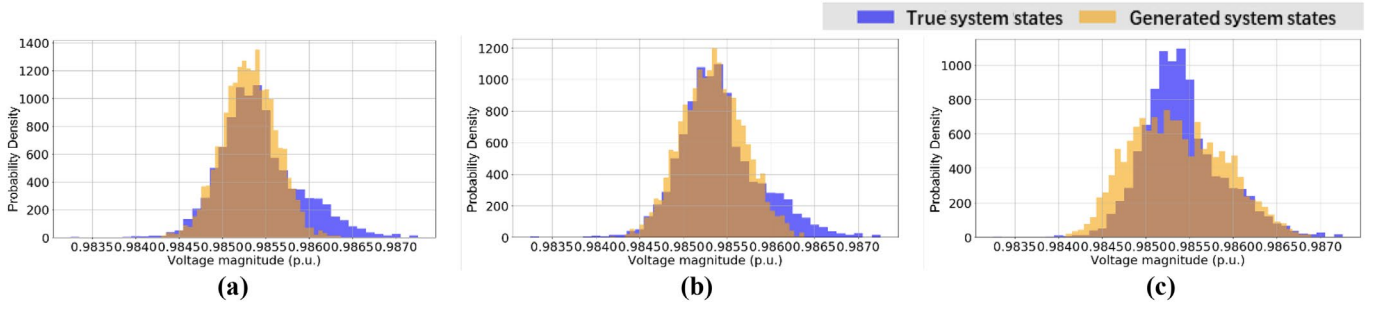 True system states Generated system states
1400
1200
1000
800
600
400
200
0
Probability Density
0.98350.98400.98450.98500.98550.98600.98650.9870
Voltage magnitude (p.u.)
(a)
1200
1000
800
600
400
200
0
Probability Density
0.98350.98400.98450.98500.98550.98600.98650.9870
Voltage magnitude (p.u.)
(b)
1000
800
600
400
200
0
Probability Density
0.98350.98400.98450.98500.98550.98600.98650.9870
Voltage magnitude (p.u.)
(c)